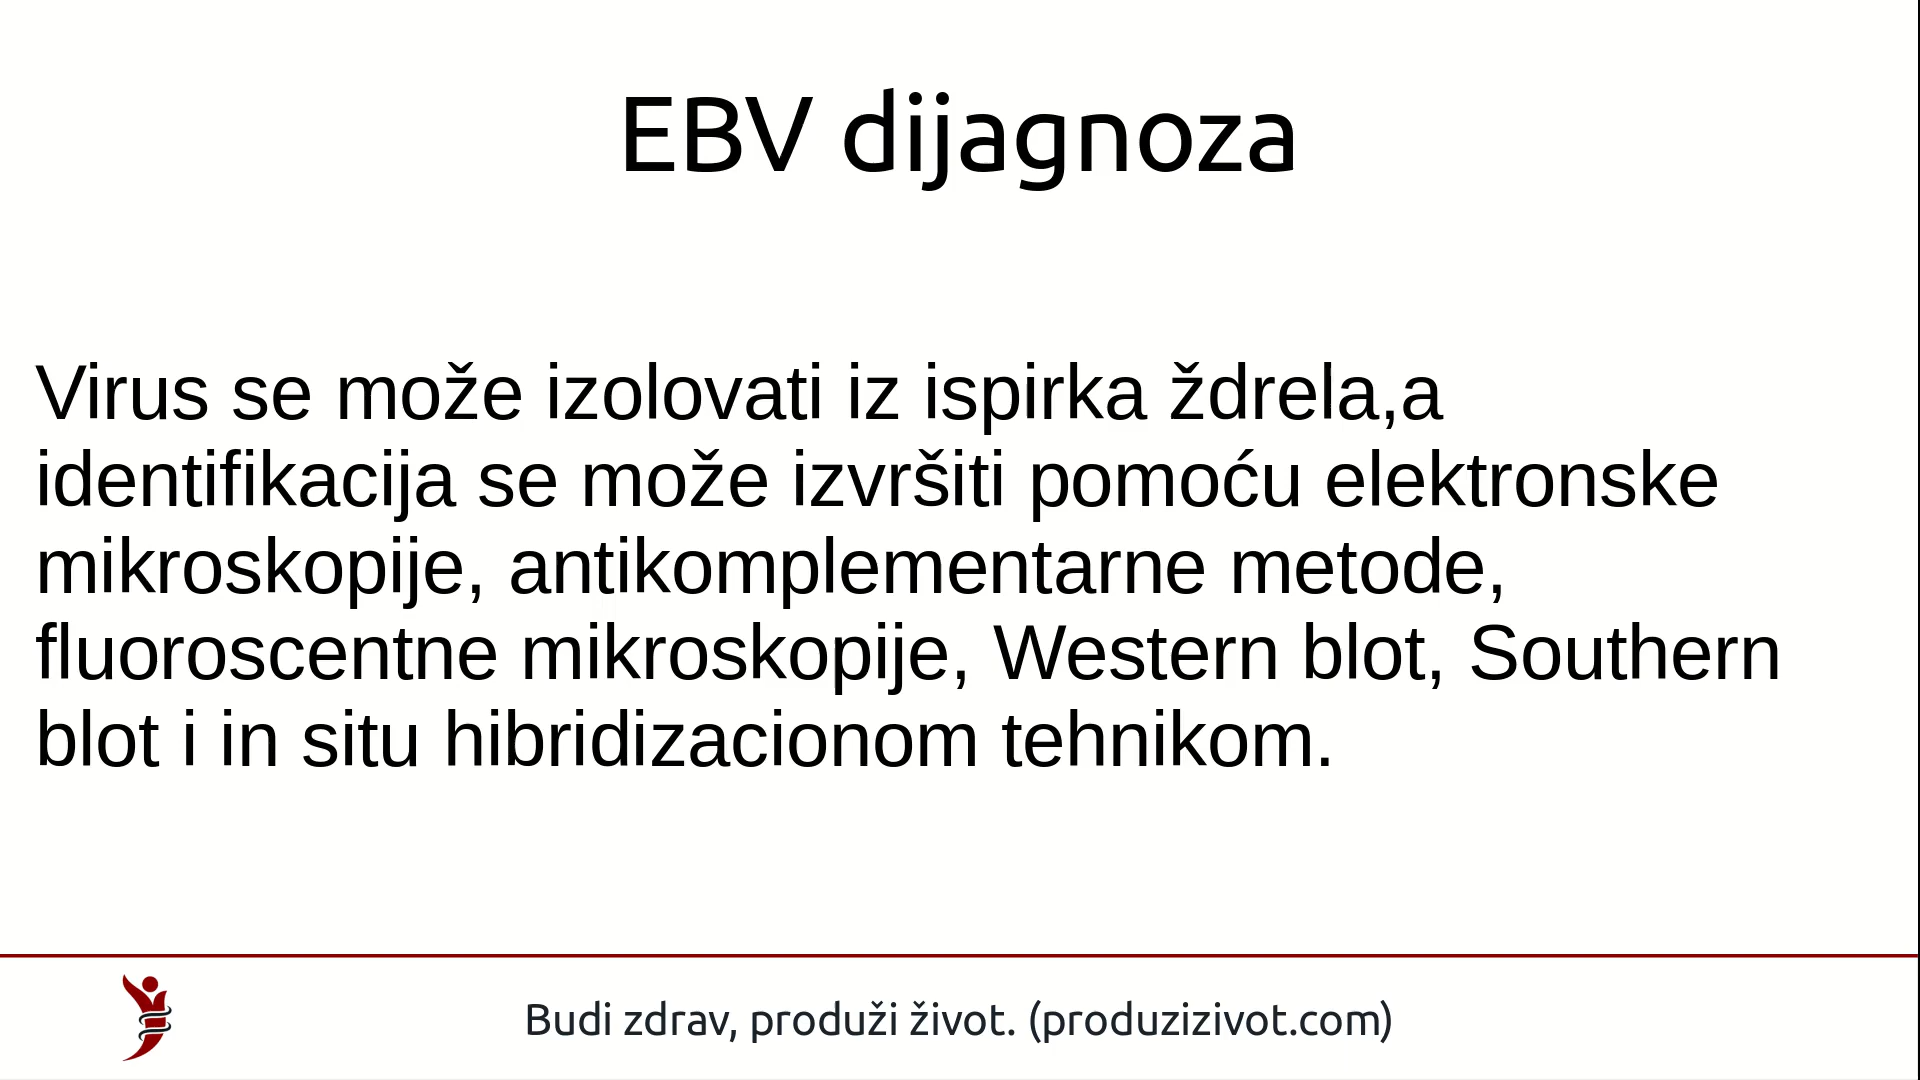 EBV dijagnoza
Virus se može izolovati iz ispirka ždrela,a
identifikacija se može izvršiti pomoću elektronske
mikroskopije, antikomplementarne metode,
fluoroscentne mikroskopije, Western blot, Southern
blot i in situ hibridizacionom tehnikom.
Budi zdrav, produži život. (produzizivot.com)